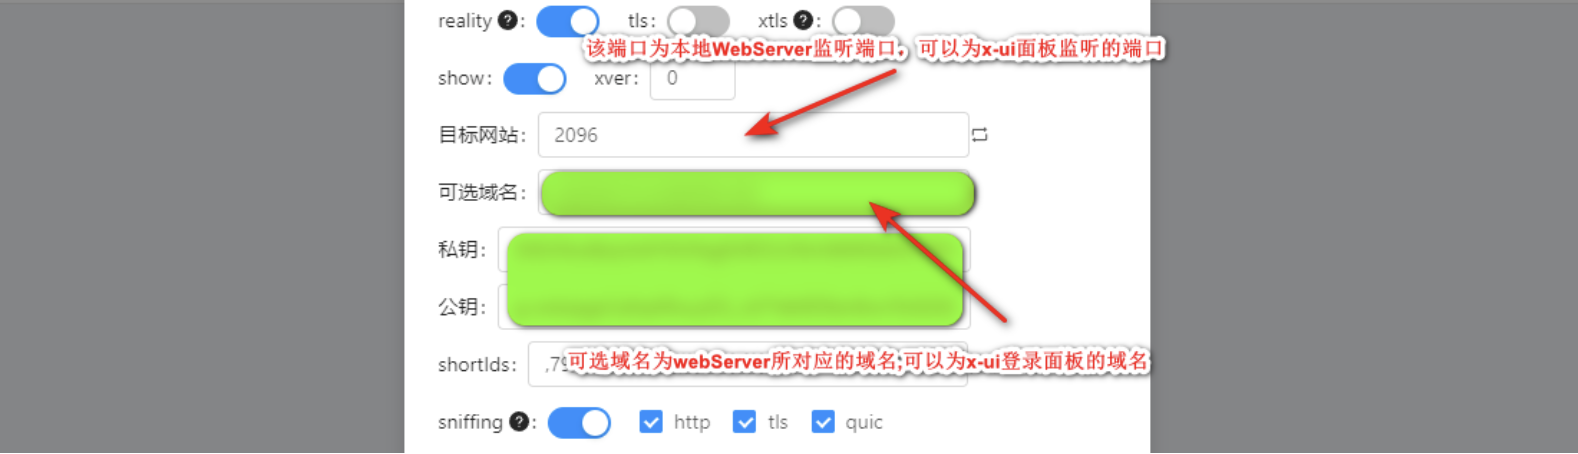 reality ?: tls: xtls ?:
该端口为本地WebServer监听端口，可以为x-ui面板监听的端口
show: xver: 0
目标网站: 2096
可选域名:
私钥:
公钥:
shortIds: ,79
可选域名为webServer所对应的域名;可以为x-ui登录面板的域名
sniffing ?: http tls quic